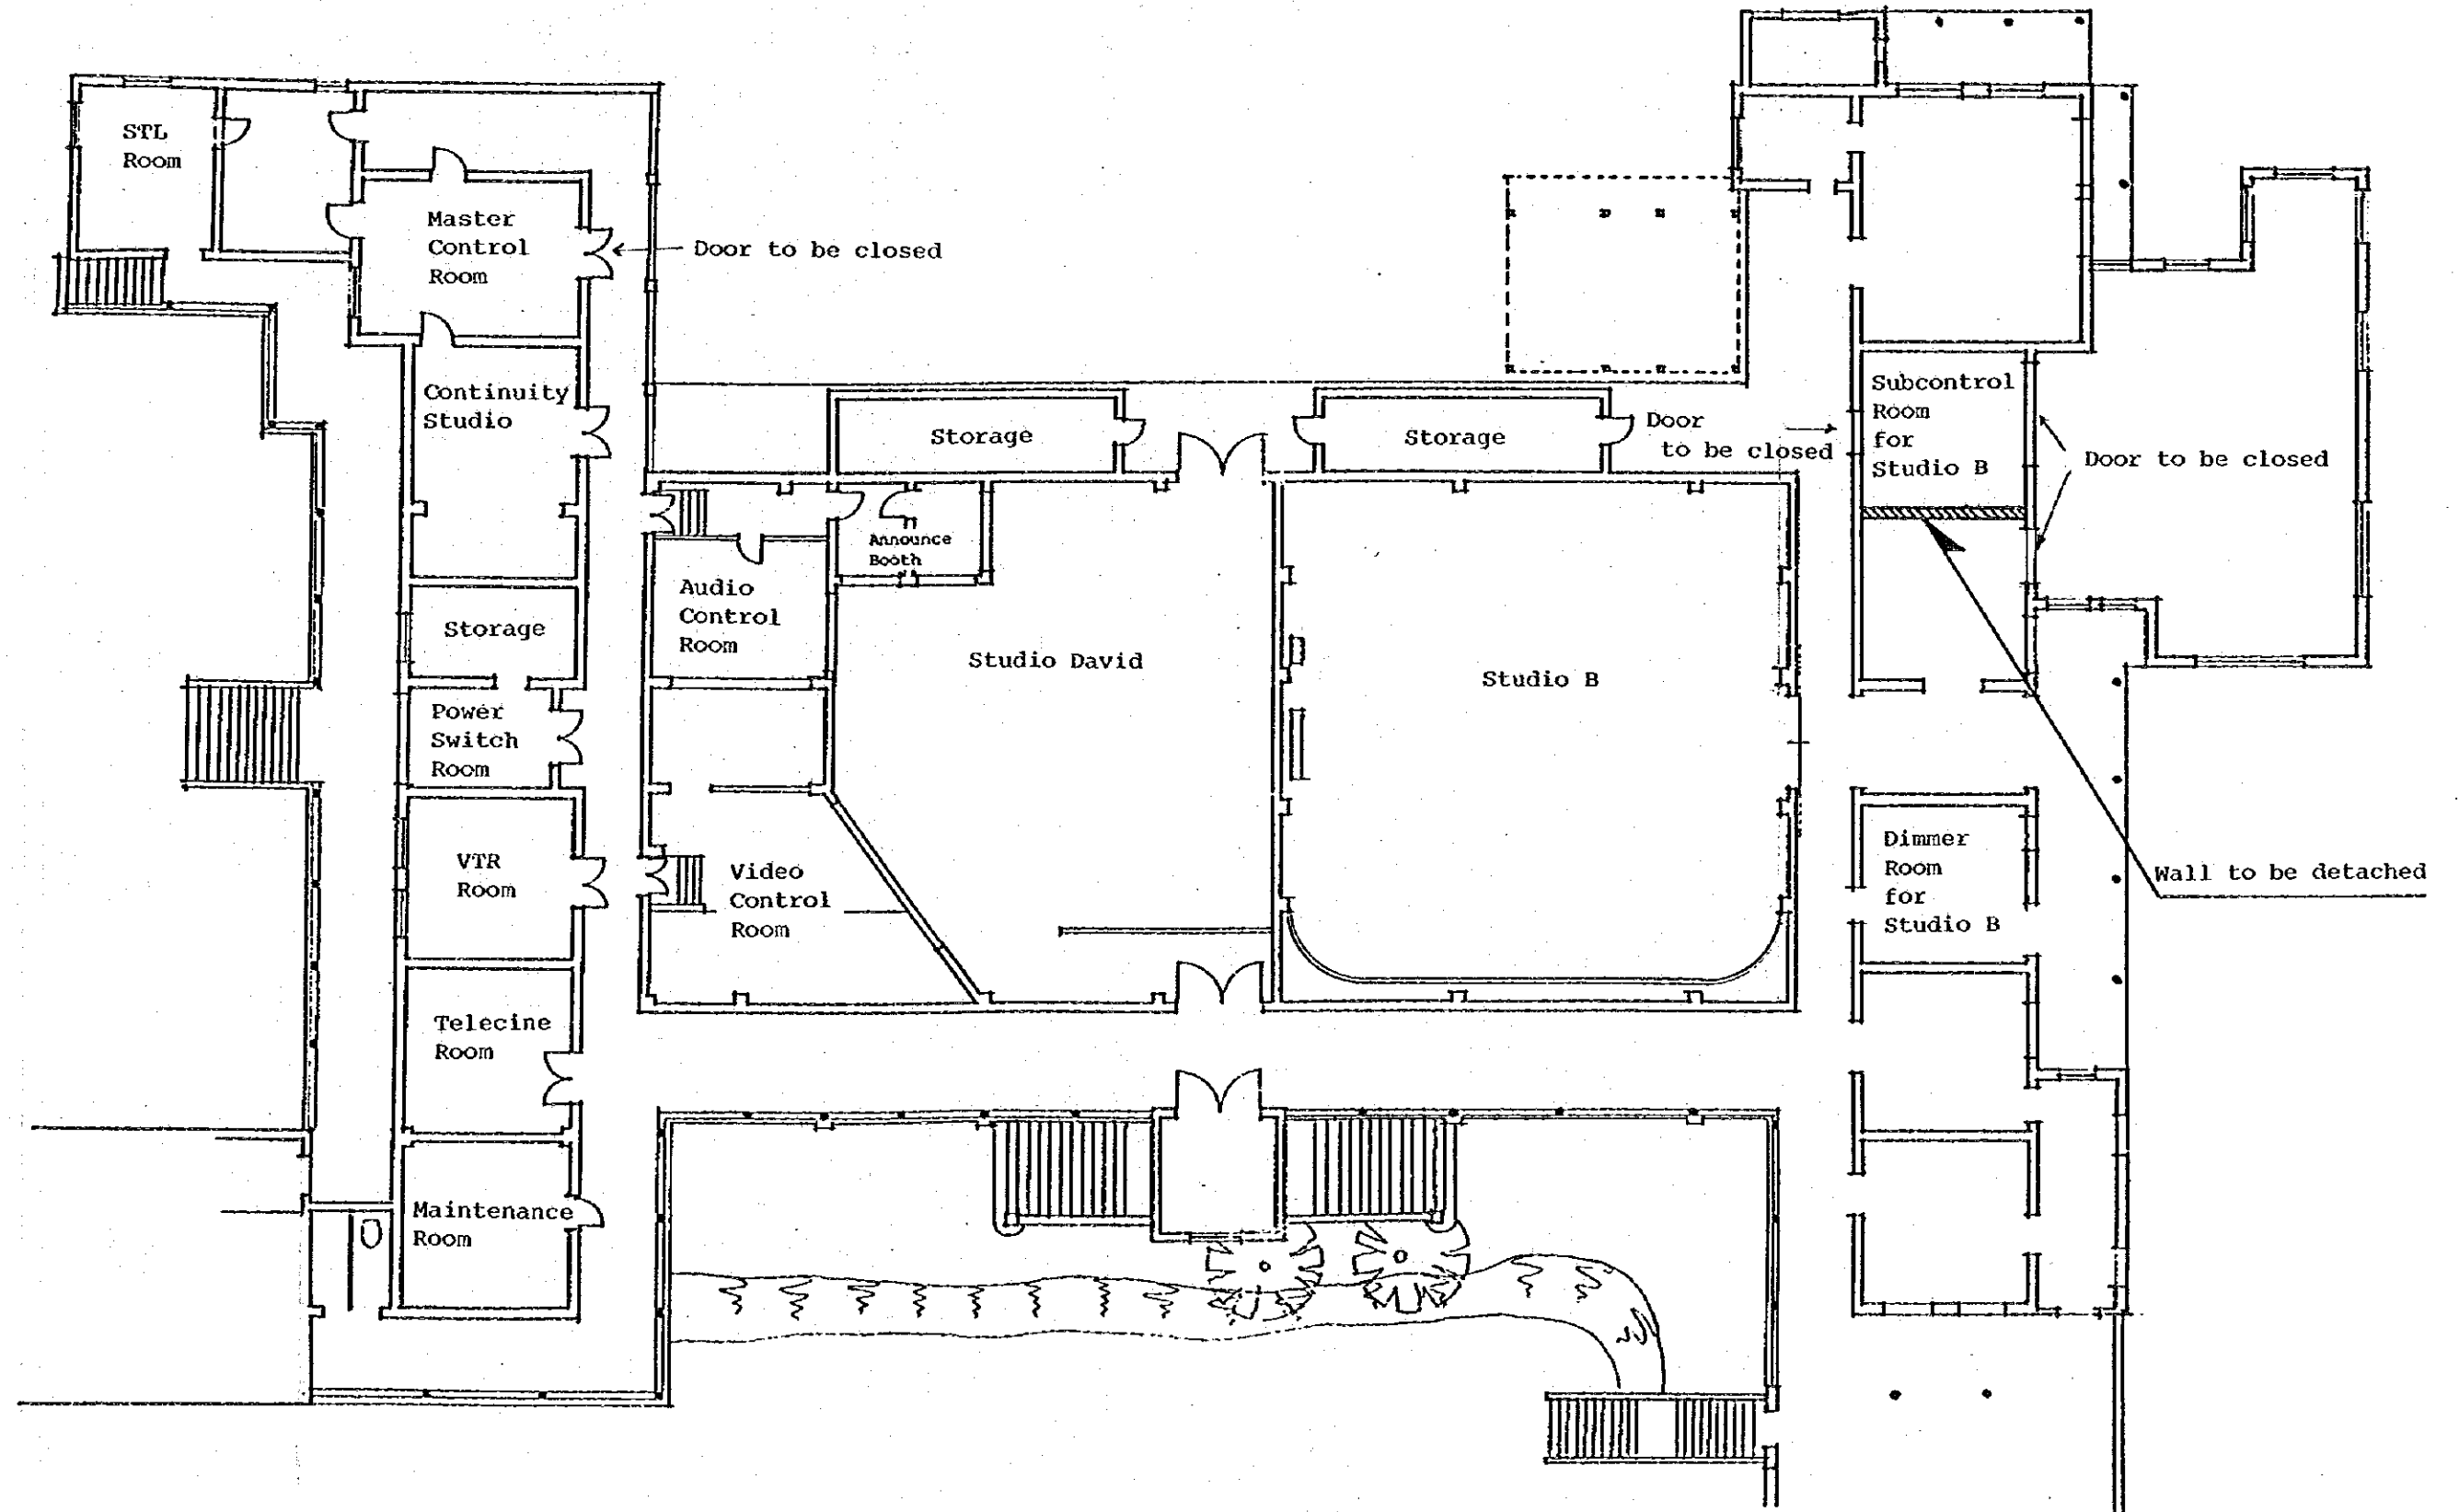 STL
Room
Master
Control
Room
Door to be closed
Continuity
Studio
Storage
Storage
Door
to be closed
Subcontrol
Room
for
Studio B
Door to be closed
Announce
Booth
Audio
Control
Room
Storage
Studio David
Studio B
Power
Switch
Room
VTR
Room
Video
Control
Room
Dimmer
Room
for
Studio B
Wall to be detached
Telecine
Room
Maintenance
Room